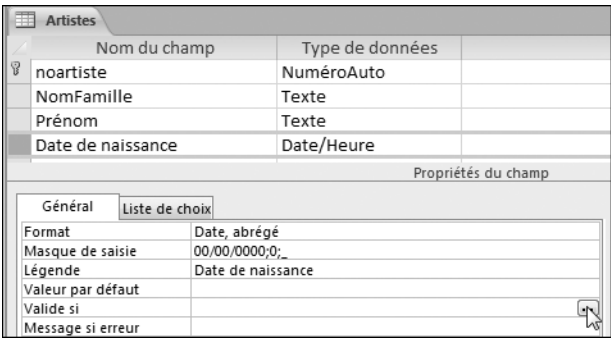 Artistes
Nom du champ Type de données
noartiste NuméroAuto
NomFamille Texte
Prénom Texte
Date de naissance Date/Heure
Propriétés du champ
Général Liste de choix
Format Date, abrégé
Masque de saisie 00/00/0000;0;_
Légende Date de naissance
Valeur par défaut
Valide si
Message si erreur